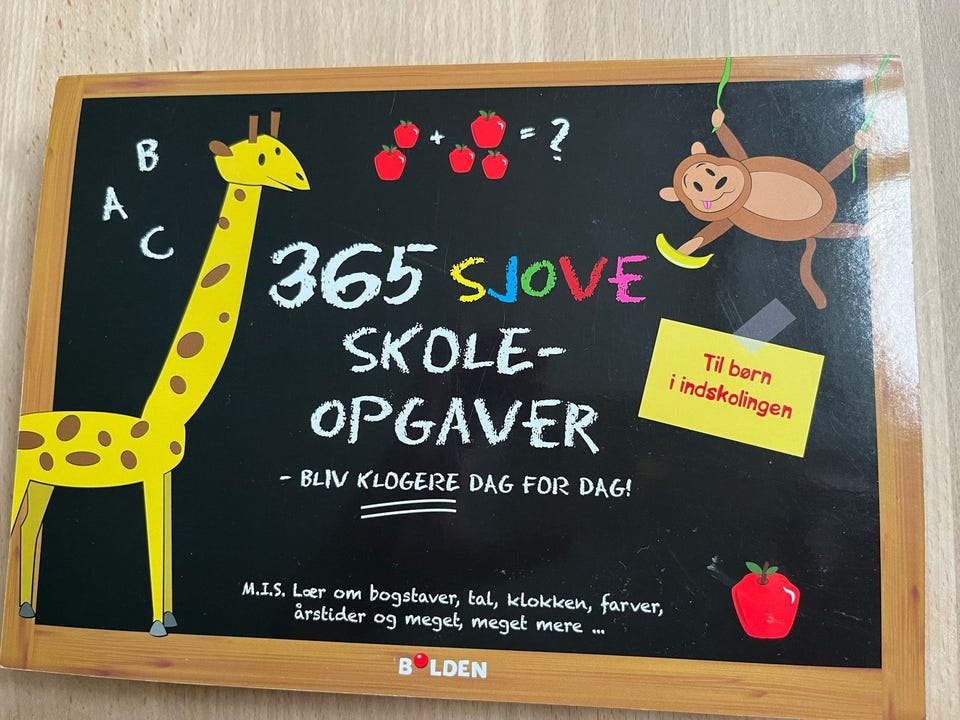 B
A
C
+ = ?
365 SJOVE
SKOLE-
OPGAVER
- BLIV KLOGERE DAG FOR DAG!
Til børn
i indskolingen
M.I.S. Lær om bogstaver, tal, klokken, farver,
årstider og meget, meget mere ...
BOLDEN